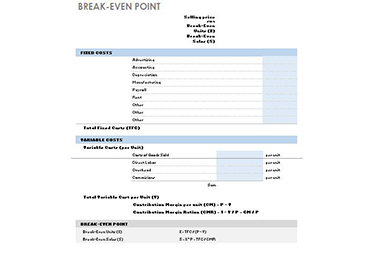 BREAK-EVEN POINT
Selling price
Break-Even
Units (X)
Break-Even
Sales (S)
FIXED COSTS
Advertising
Accounting
Depreciation
Manufacturing
Payroll
Rent
Other
Other
Other
Total Fixed Costs (TFC)
VARIABLE COSTS
Variable Costs (per Unit)
Costs of Goods Sold per unit
Direct Labor per unit
Overhead per unit
Commissions per unit
Sum
Total Variable Cost per Unit (V)
Contribution Margin per unit (CM) = P - V
Contribution Margin Ratio (CMR) = 1 - V / P = CM / P
BREAK-EVEN POINT
Break-Even Units (X) X = TFC / (P - V)
Break-Even Sales (S) S = X * P = TFC / CMR